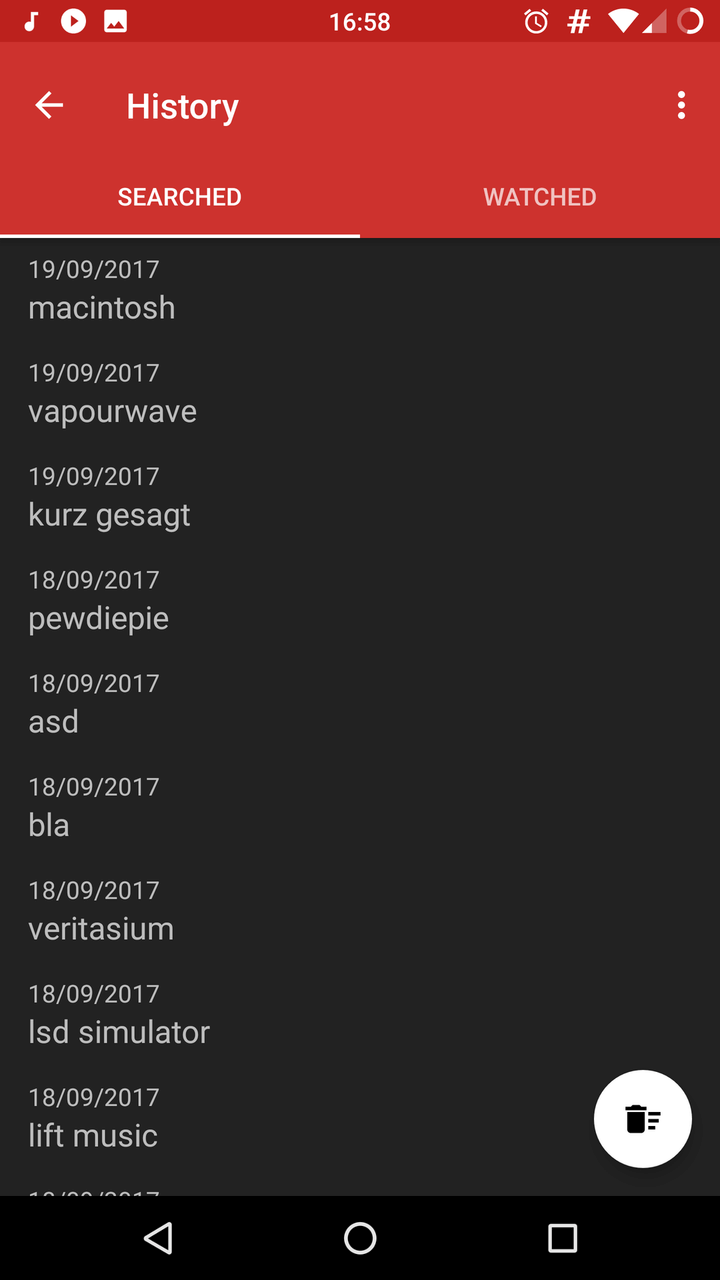 16:58
History
SEARCHED WATCHED
19/09/2017
macintosh
19/09/2017
vapourwave
19/09/2017
kurz gesagt
18/09/2017
pewdiepie
18/09/2017
asd
18/09/2017
bla
18/09/2017
veritasium
18/09/2017
lsd simulator
18/09/2017
lift music